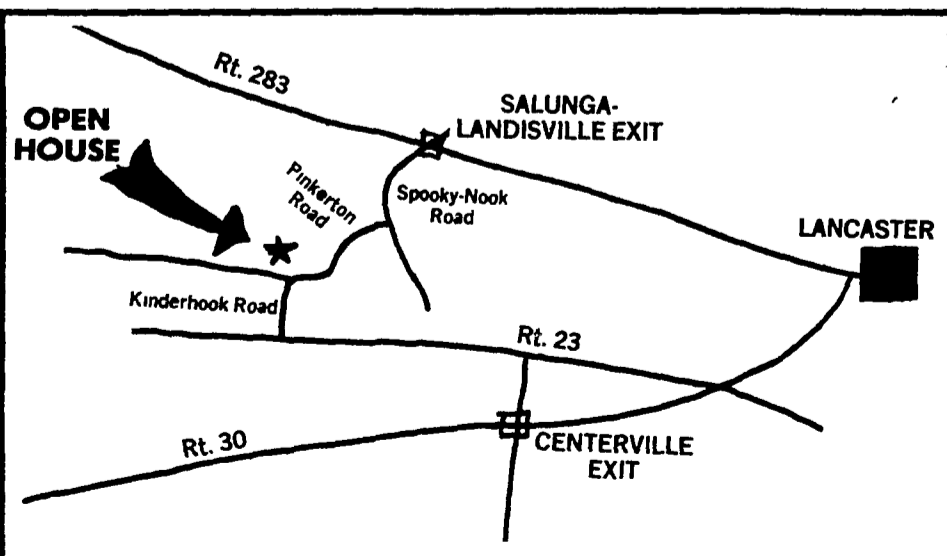 Rt. 283
SALUNGA-
LANDISVILLE EXIT
OPEN
HOUSE
Pinkerton
Road
Spooky-Nook
Road
LANCASTER
Kinderhook Road
Rt. 23
Rt. 30
CENTERVILLE
EXIT